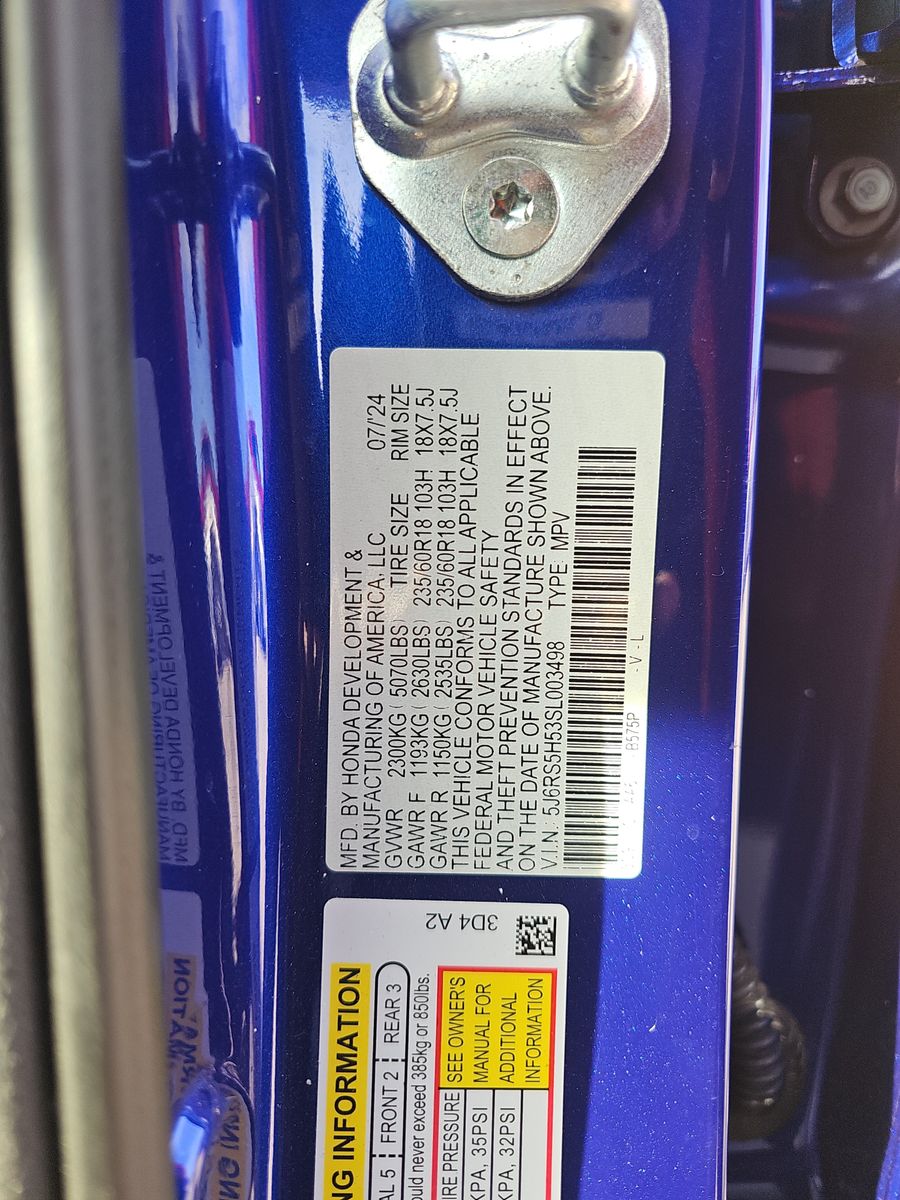 MFD. BY HONDA DEVELOPMENT &
MANUFACTURING OF AMERICA, LLC 07/'24
GVWR 2300KG ( 5070LBS) TIRE SIZE RIM SIZE
GAWR F 1193KG ( 2630LBS) 235/60R18 103H 18X7.5J
GAWR R 1150KG ( 2535LBS) 235/60R18 103H 18X7.5J
THIS VEHICLE CONFORMS TO ALL APPLICABLE
FEDERAL MOTOR VEHICLE SAFETY
AND THEFT PREVENTION STANDARDS IN EFFECT
ON THE DATE OF MANUFACTURE SHOWN ABOVE.
V.I.N.: 5J6RS5H53SL003498 TYPE: MPV
B575P - V - L
3D4 A2
NG INFORMATION
AL 5 FRONT 2 REAR 3
ould never exceed 385kg or 850lbs.
IRE PRESSURE SEE OWNER'S
KPA, 35PSI MANUAL FOR
KPA, 32PSI ADDITIONAL
INFORMATION